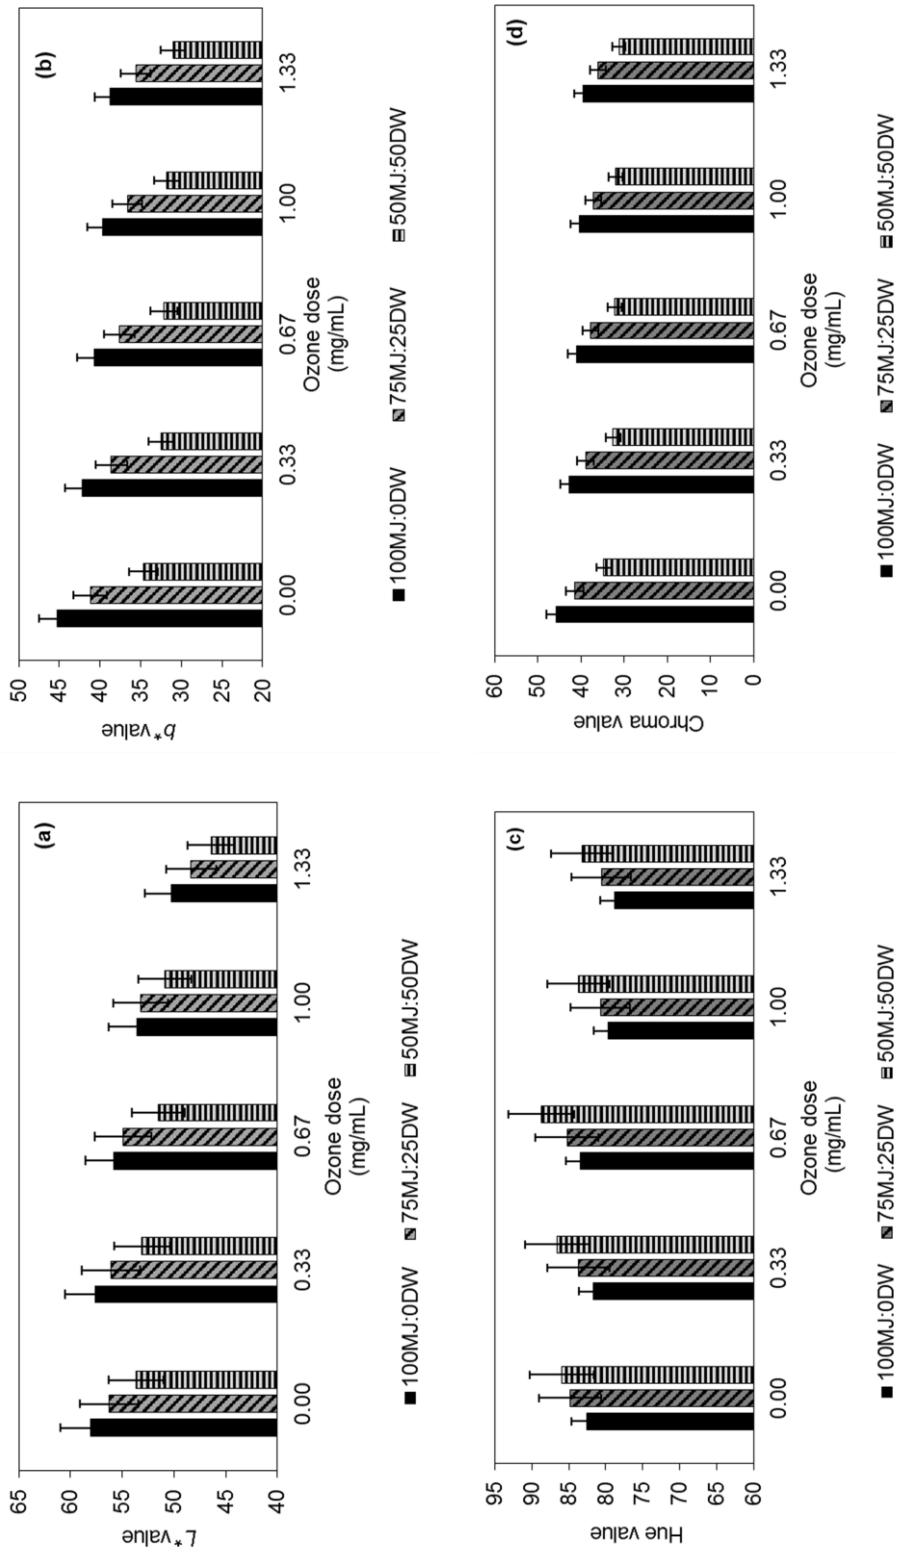 (a)
L* value
65
60
55
50
45
40
0.00
0.33
0.67
1.00
1.33
Ozone dose
(mg/mL)
100MJ:0DW
75MJ:25DW
50MJ:50DW
(b)
b* value
50
45
40
35
30
25
20
0.00
0.33
0.67
1.00
1.33
Ozone dose
(mg/mL)
100MJ:0DW
75MJ:25DW
50MJ:50DW
(c)
Hue value
95
90
85
80
75
70
65
60
0.00
0.33
0.67
1.00
1.33
Ozone dose
(mg/mL)
100MJ:0DW
75MJ:25DW
50MJ:50DW
(d)
Chroma value
60
50
40
30
20
10
0
0.00
0.33
0.67
1.00
1.33
Ozone dose
(mg/mL)
100MJ:0DW
75MJ:25DW
50MJ:50DW